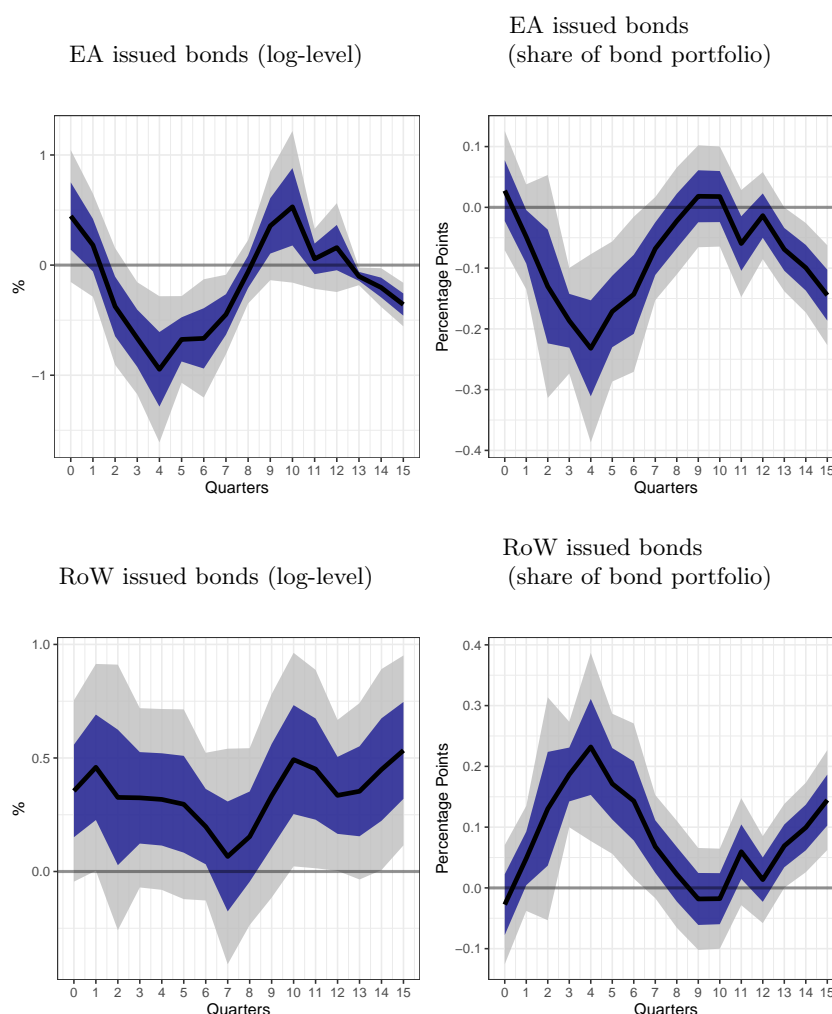 EA issued bonds (log-level)
EA issued bonds
(share of bond portfolio)
%
1
0
−1
0 1 2 3 4 5 6 7 8 9 10 11 12 13 14 15
Quarters
Percentage Points
0.1
0.0
−0.1
−0.2
−0.3
−0.4
0 1 2 3 4 5 6 7 8 9 10 11 12 13 14 15
Quarters
RoW issued bonds (log-level)
RoW issued bonds
(share of bond portfolio)
%
1.0
0.5
0.0
0 1 2 3 4 5 6 7 8 9 10 11 12 13 14 15
Quarters
Percentage Points
0.4
0.3
0.2
0.1
0.0
−0.1
0 1 2 3 4 5 6 7 8 9 10 11 12 13 14 15
Quarters